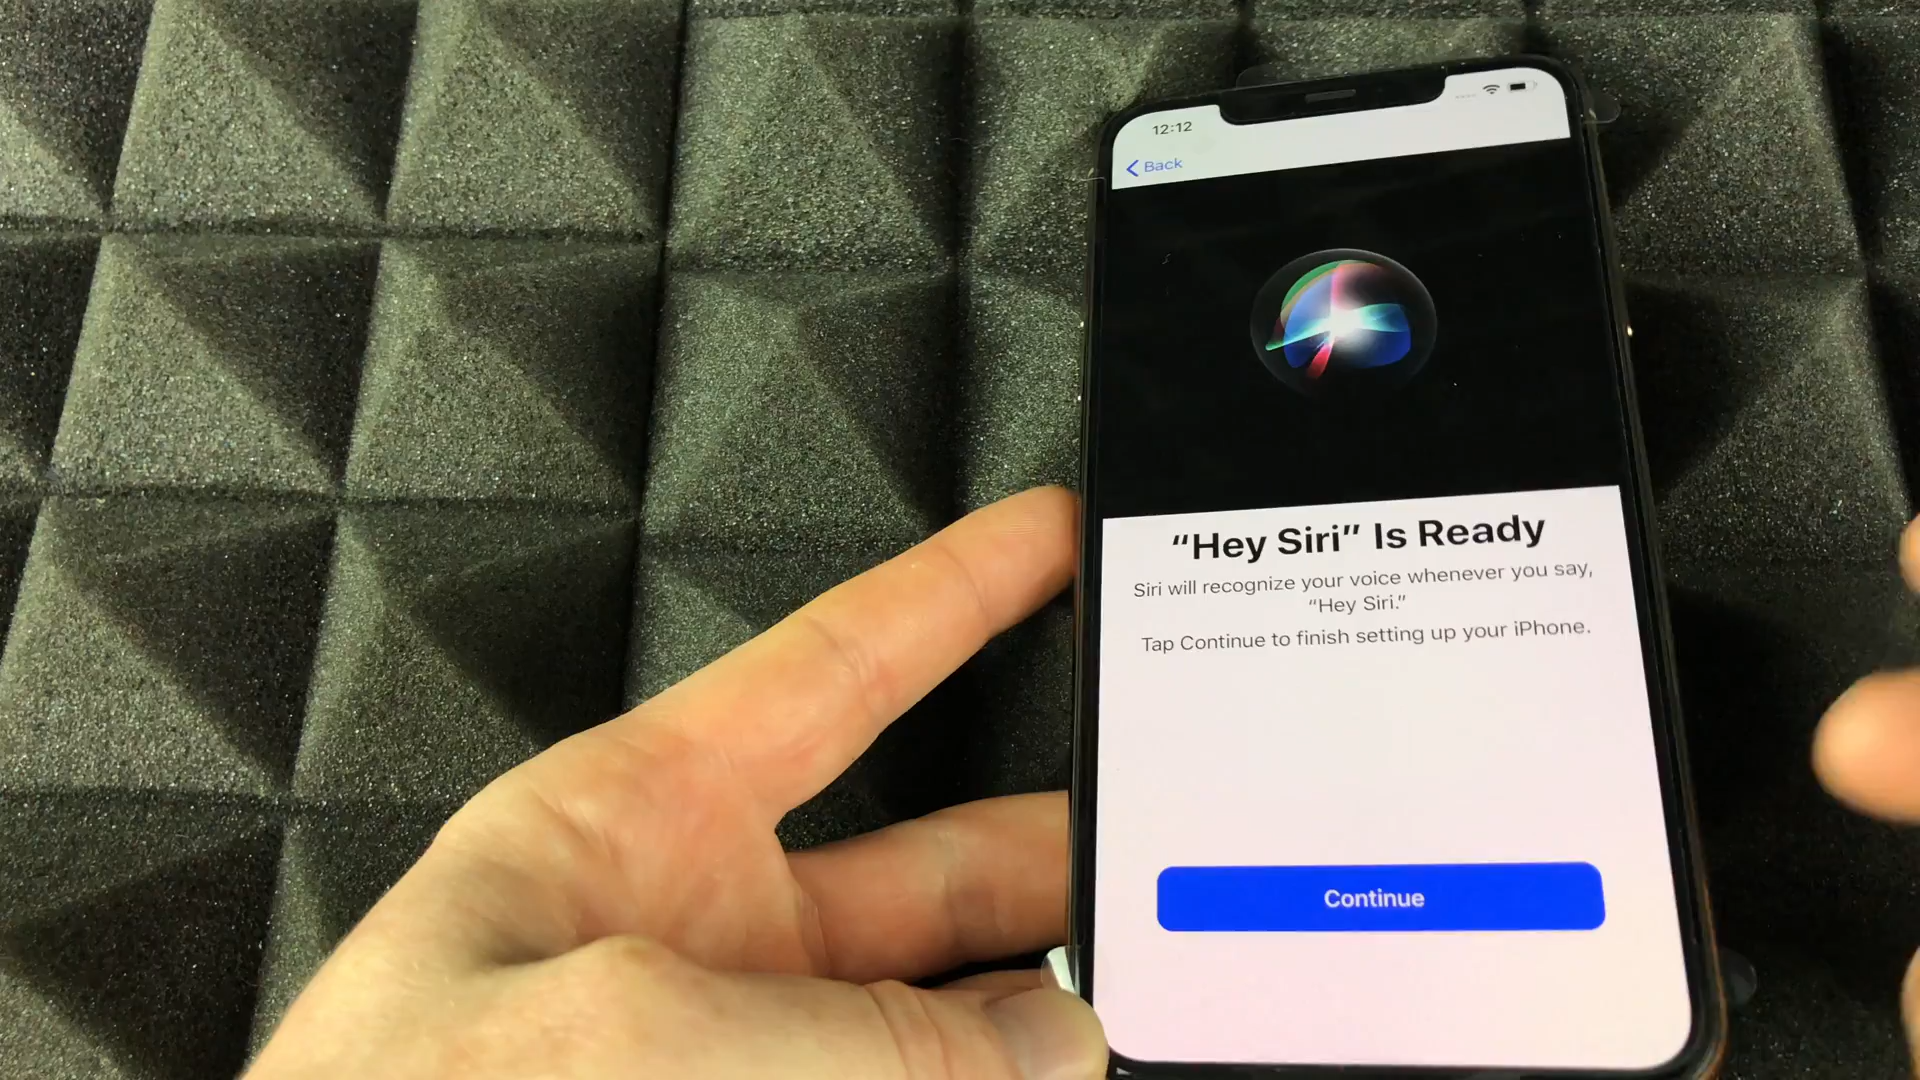 12:12
Back
“Hey Siri” Is Ready
Siri will recognize your voice whenever you say,
“Hey Siri.”
Tap Continue to finish setting up your iPhone.
Continue